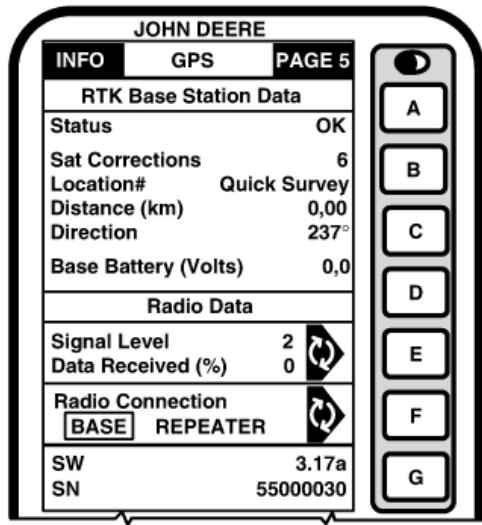 JOHN DEERE
INFO GPS PAGE 5
RTK Base Station Data
Status OK
Sat Corrections 6
Location# Quick Survey
Distance (km) 0,00
Direction 237°
Base Battery (Volts) 0,0
Radio Data
Signal Level 2
Data Received (%) 0
Radio Connection
BASE REPEATER
SW 3.17a
SN 55000030
A
B
C
D
E
F
G